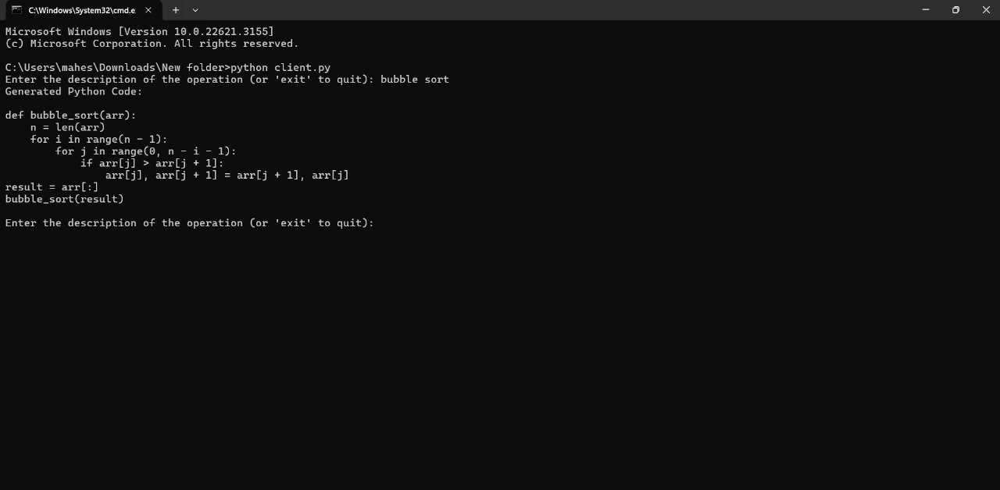 C:\Windows\System32\cmd.e
Microsoft Windows [Version 10.0.22621.3155]
(c) Microsoft Corporation. All rights reserved.

C:\Users\mahes\Downloads\New folder>python client.py
Enter the description of the operation (or 'exit' to quit): bubble sort
Generated Python Code:

def bubble_sort(arr):
    n = len(arr)
    for i in range(n - 1):
        for j in range(0, n - i - 1):
            if arr[j] > arr[j + 1]:
                arr[j], arr[j + 1] = arr[j + 1], arr[j]
result = arr[:]
bubble_sort(result)

Enter the description of the operation (or 'exit' to quit):